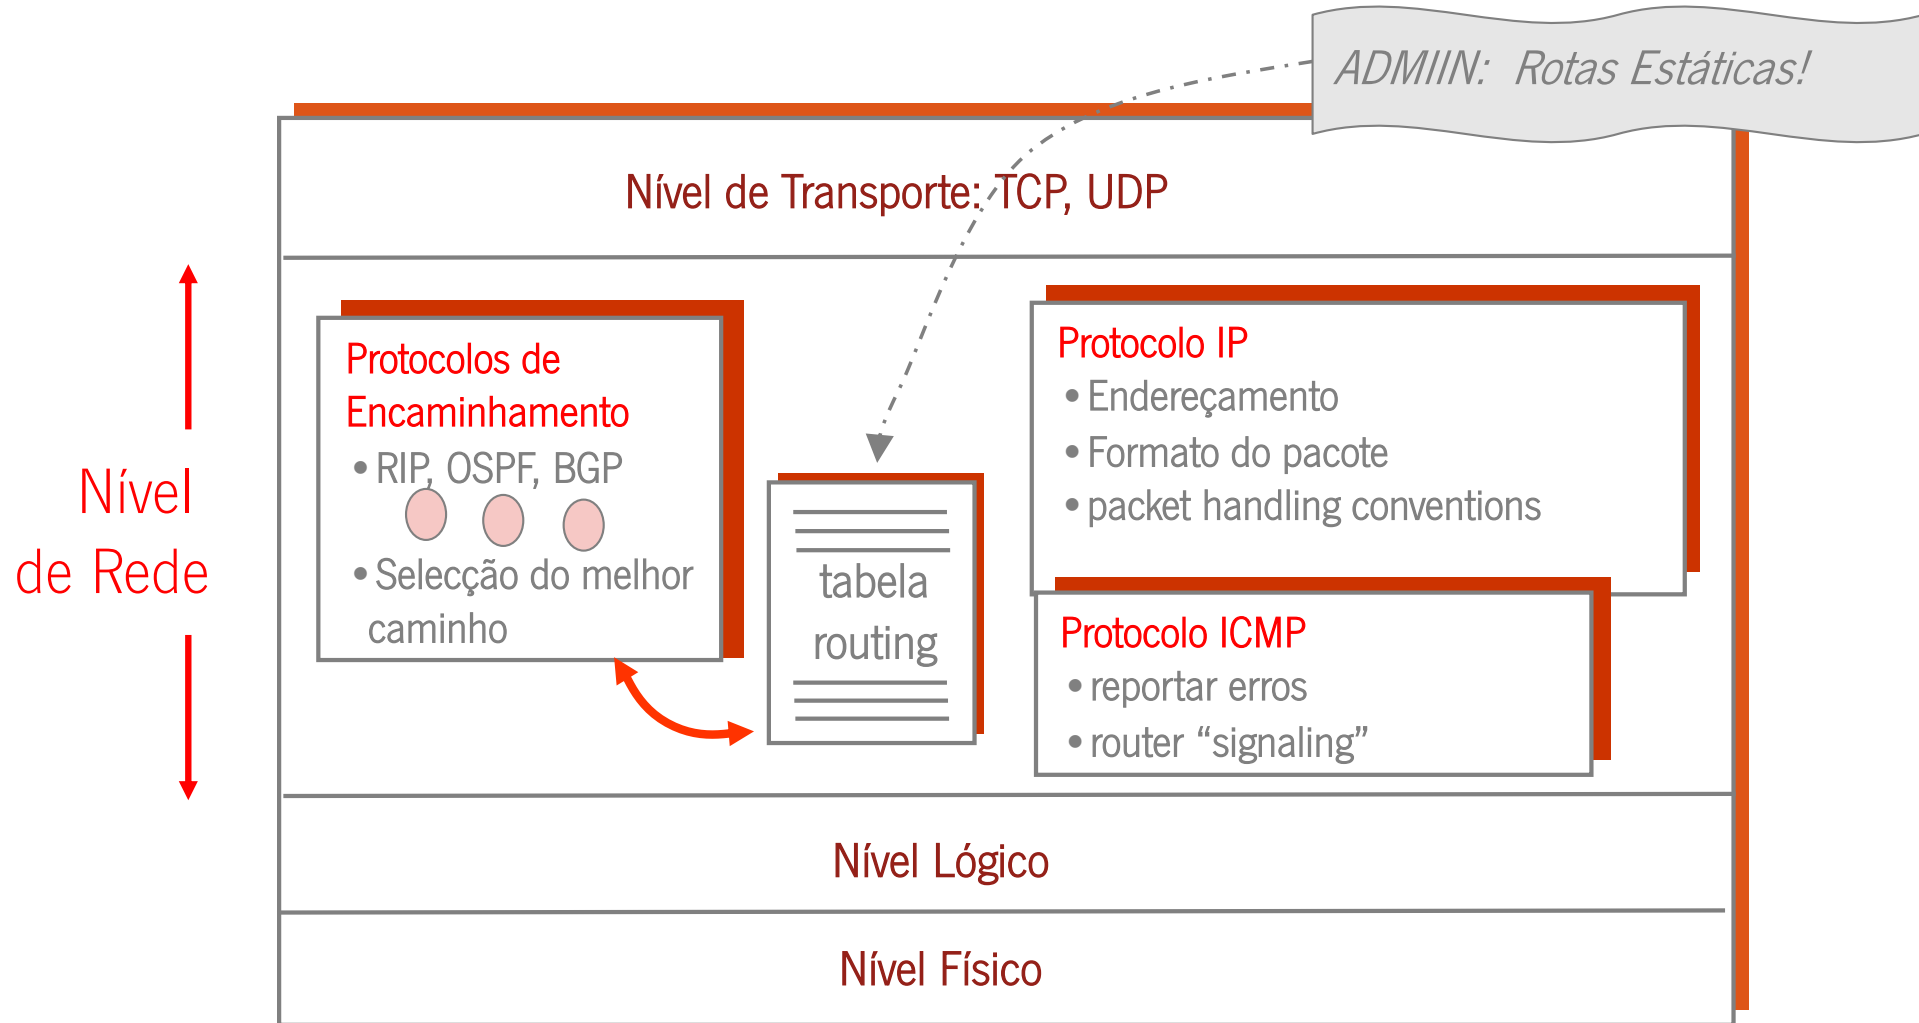 ADMIIN: Rotas Estáticas!
Nível de Transporte: TCP, UDP
Nível
de Rede
Protocolos de
Encaminhamento
•RIP, OSPF, BGP
•Selecção do melhor
caminho
tabela
routing
Protocolo IP
•Endereçamento
•Formato do pacote
•packet handling conventions
Protocolo ICMP
•reportar erros
•router “signaling”
Nível Lógico
Nível Físico